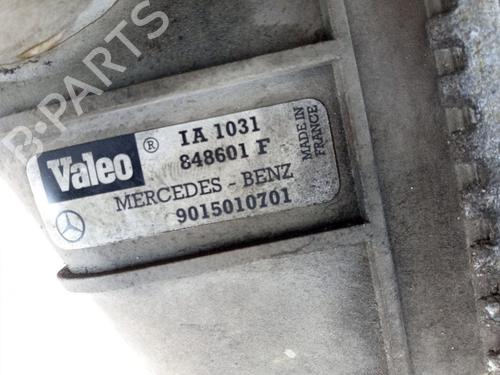 B-PARTS
Valeo ® IA 1031
848601 F
MERCEDES - BENZ
9015010701
MADE IN
FRANCE